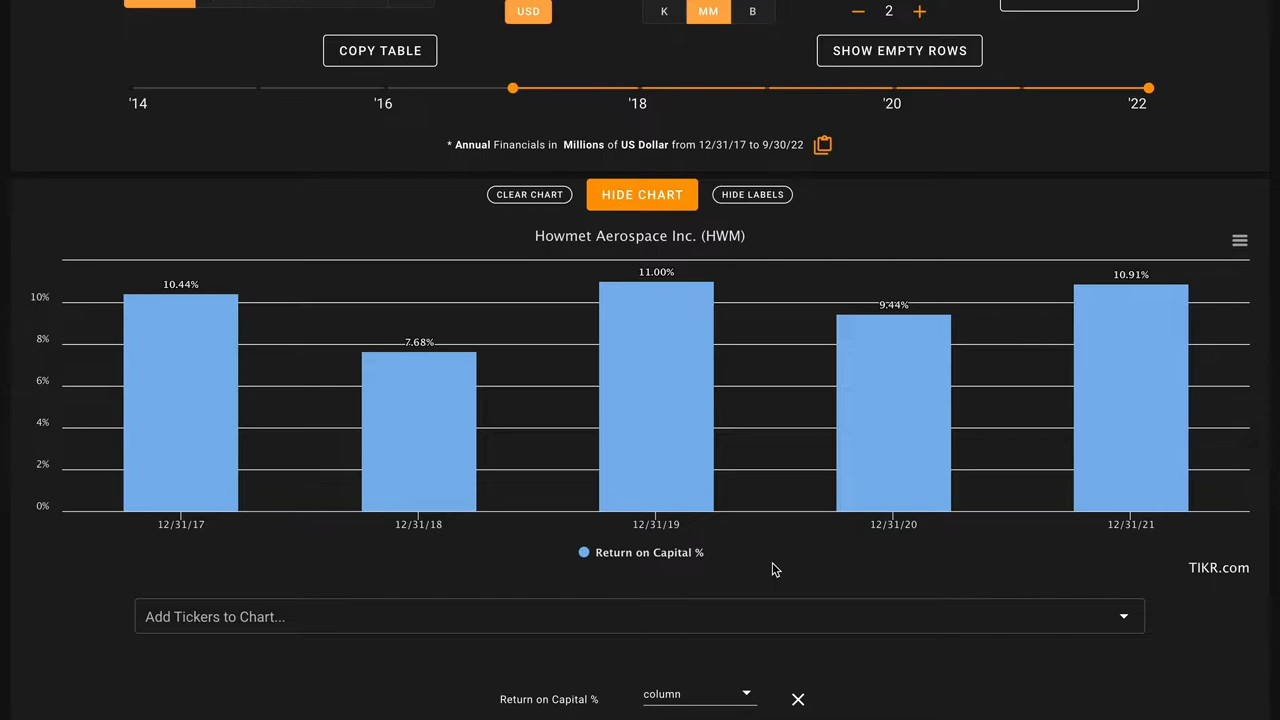 USD
K MM B
2
COPY TABLE
SHOW EMPTY ROWS
'14 '16 '18 '20 '22
* Annual Financials in Millions of US Dollar from 12/31/17 to 9/30/22
CLEAR CHART
HIDE CHART
HIDE LABELS
Howmet Aerospace Inc. (HWM)
10.44%
7.68%
11.00%
9.44%
10.91%
10%
8%
6%
4%
2%
0%
12/31/17 12/31/18 12/31/19 12/31/20 12/31/21
Return on Capital %
TIKR.com
Add Tickers to Chart...
Return on Capital %
column